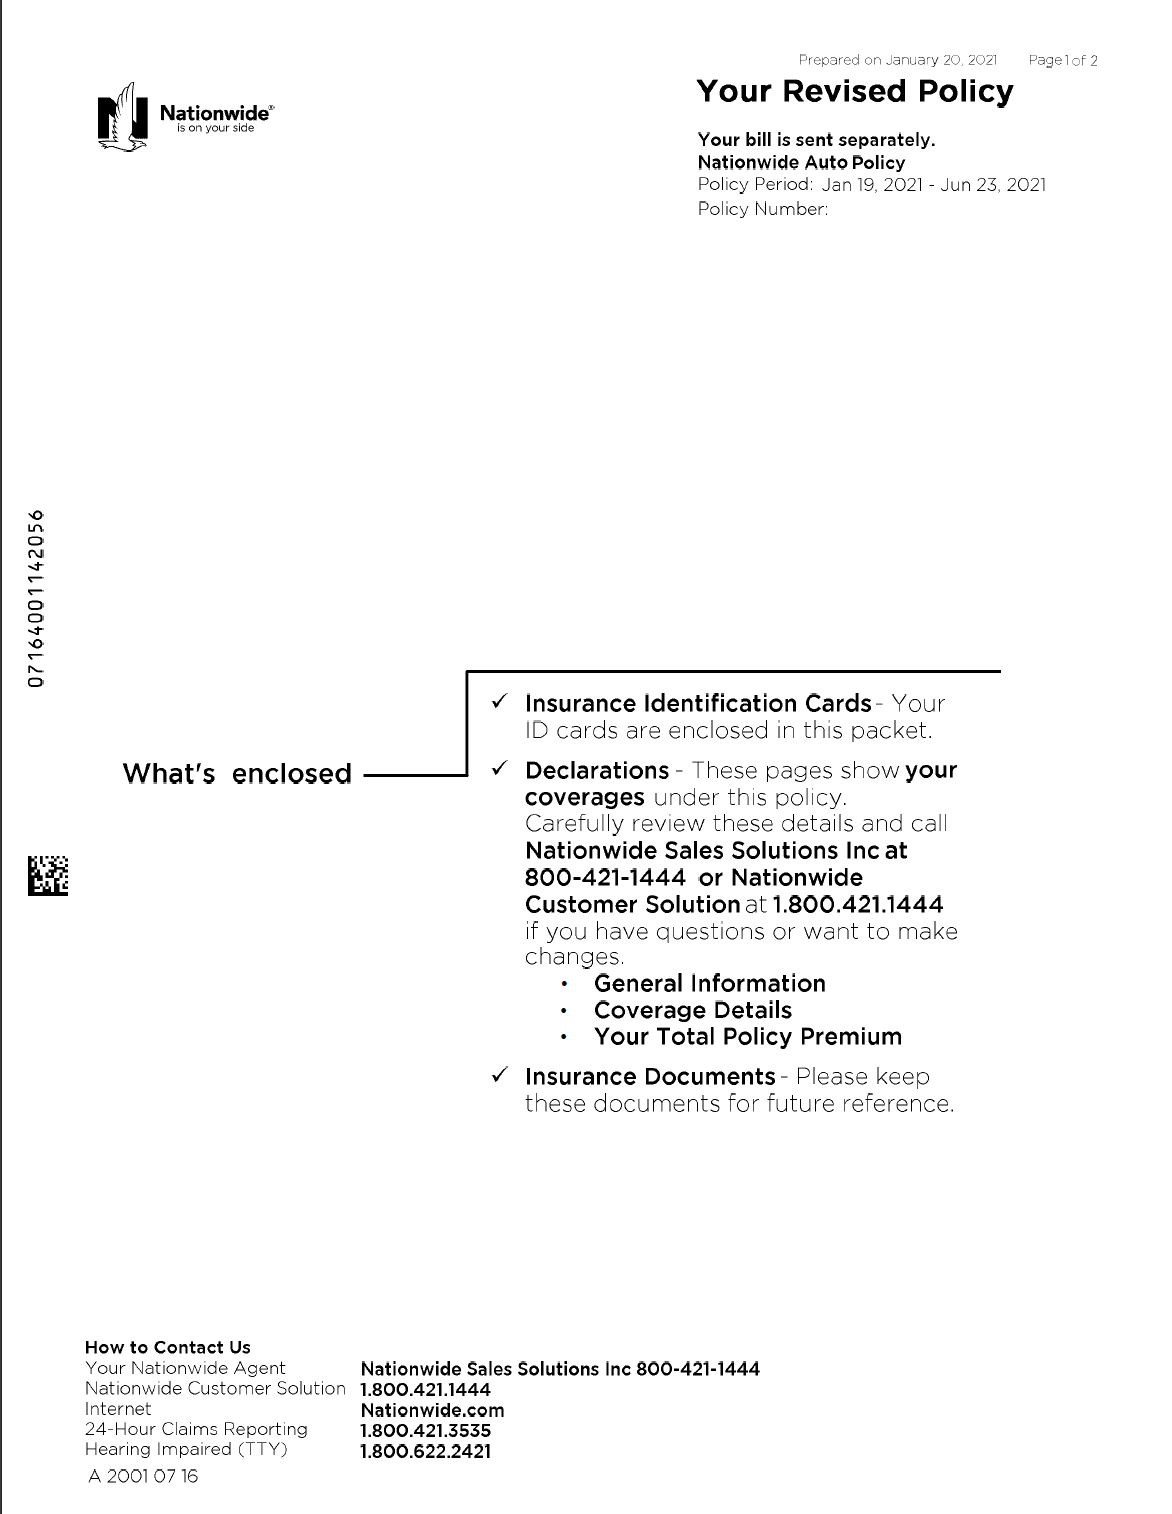 Prepared on January 20, 2021 Page 1 of 2
Your Revised Policy
Nationwide®
is on your side
Your bill is sent separately.
Nationwide Auto Policy
Policy Period: Jan 19, 2021 - Jun 23, 2021
Policy Number:
07164001142056
What's enclosed
✓ Insurance Identification Cards - Your
ID cards are enclosed in this packet.
✓ Declarations - These pages show your
coverages under this policy.
Carefully review these details and call
Nationwide Sales Solutions Inc at
800-421-1444 or Nationwide
Customer Solution at 1.800.421.1444
if you have questions or want to make
changes.
• General Information
• Coverage Details
• Your Total Policy Premium
✓ Insurance Documents - Please keep
these documents for future reference.
How to Contact Us
Your Nationwide Agent Nationwide Sales Solutions Inc 800-421-1444
Nationwide Customer Solution 1.800.421.1444
Internet Nationwide.com
24-Hour Claims Reporting 1.800.421.3535
Hearing Impaired (TTY) 1.800.622.2421
A 2001 07 16